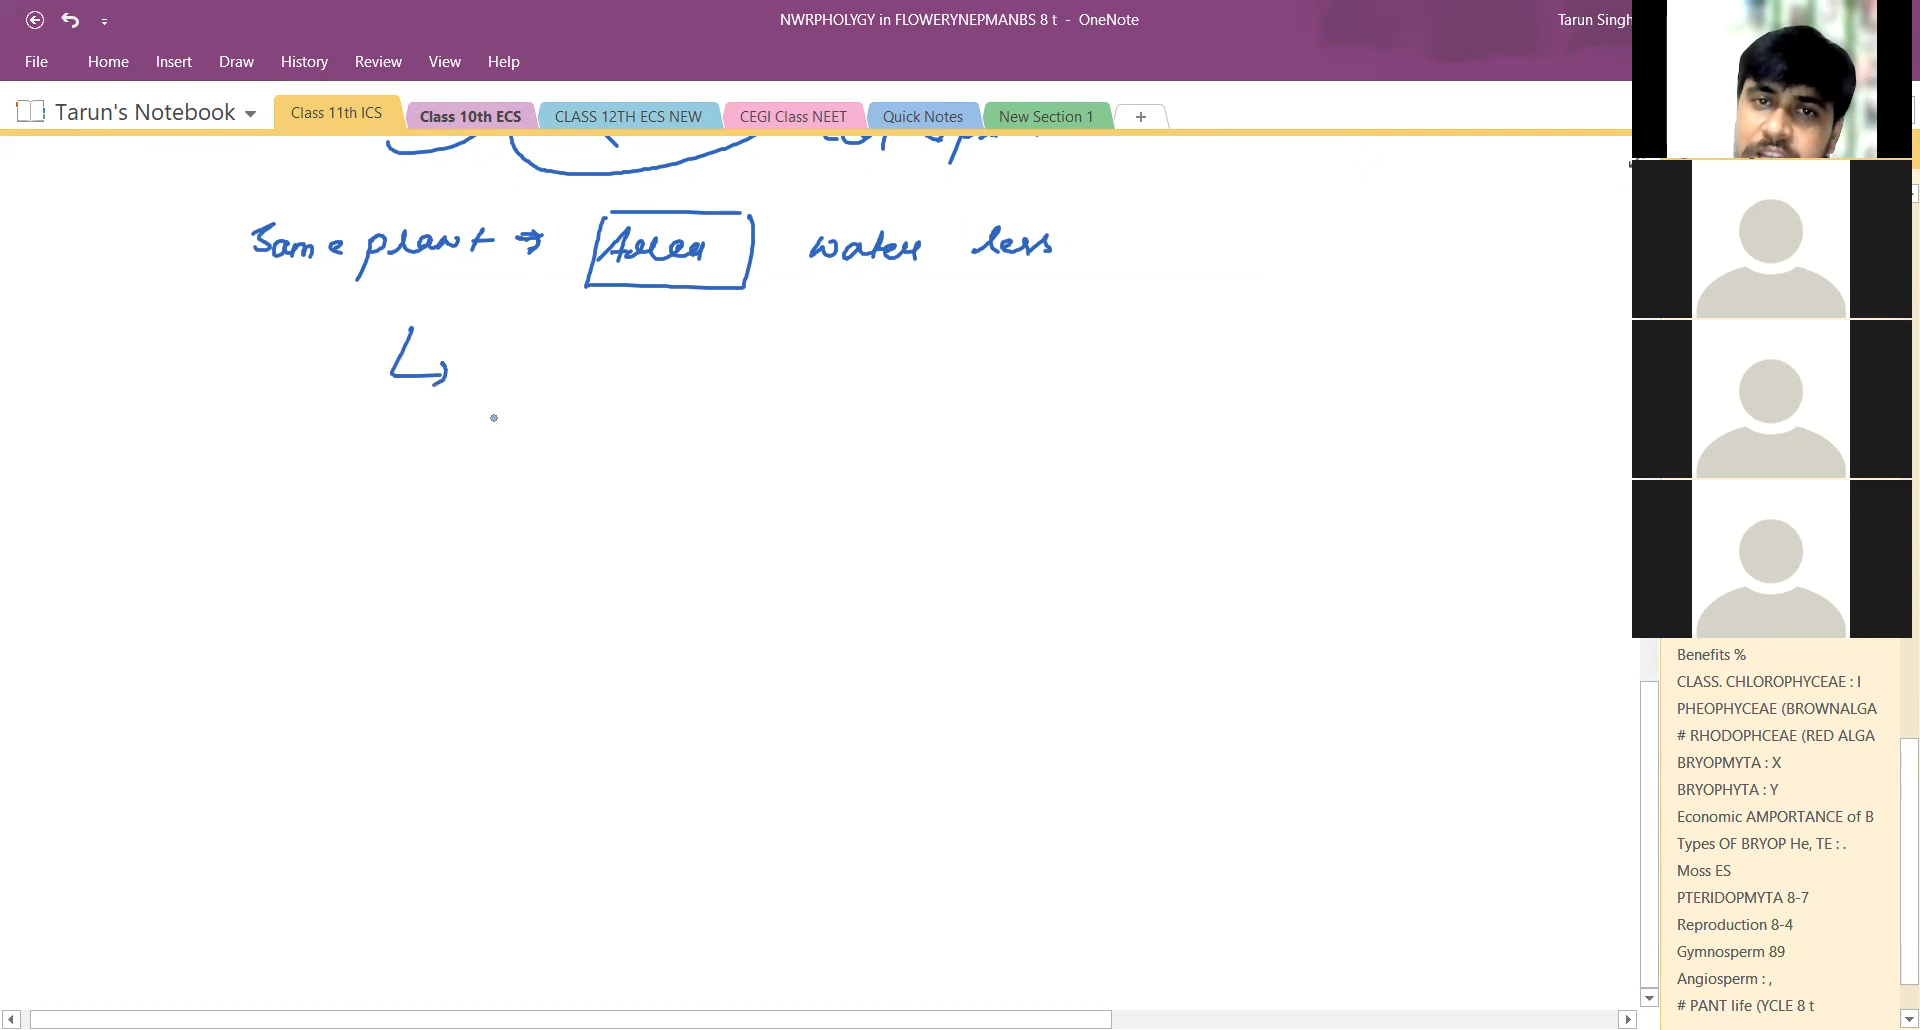 NWRPHOLYGY in FLOWERYNEPMANBS 8 t - OneNote
Tarun Singh
File Home Insert Draw History Review View Help
Tarun's Notebook
Class 11th ICS
Class 10th ECS
CLASS 12TH ECS NEW
CEGI Class NEET
Quick Notes
New Section 1
+
Same plant ⇒ Area water less
Benefits %
CLASS. CHLOROPHYCEAE : I
PHEOPHYCEAE (BROWNALGA
# RHODOPHCEAE (RED ALGA
BRYOPMYTA : X
BRYOPHYTA : Y
Economic AMPORTANCE of B
Types OF BRYOP He, TE : .
Moss ES
PTERIDOPMYTA 8-7
Reproduction 8-4
Gymnosperm 89
Angiosperm : ,
# PANT life (YCLE 8 t